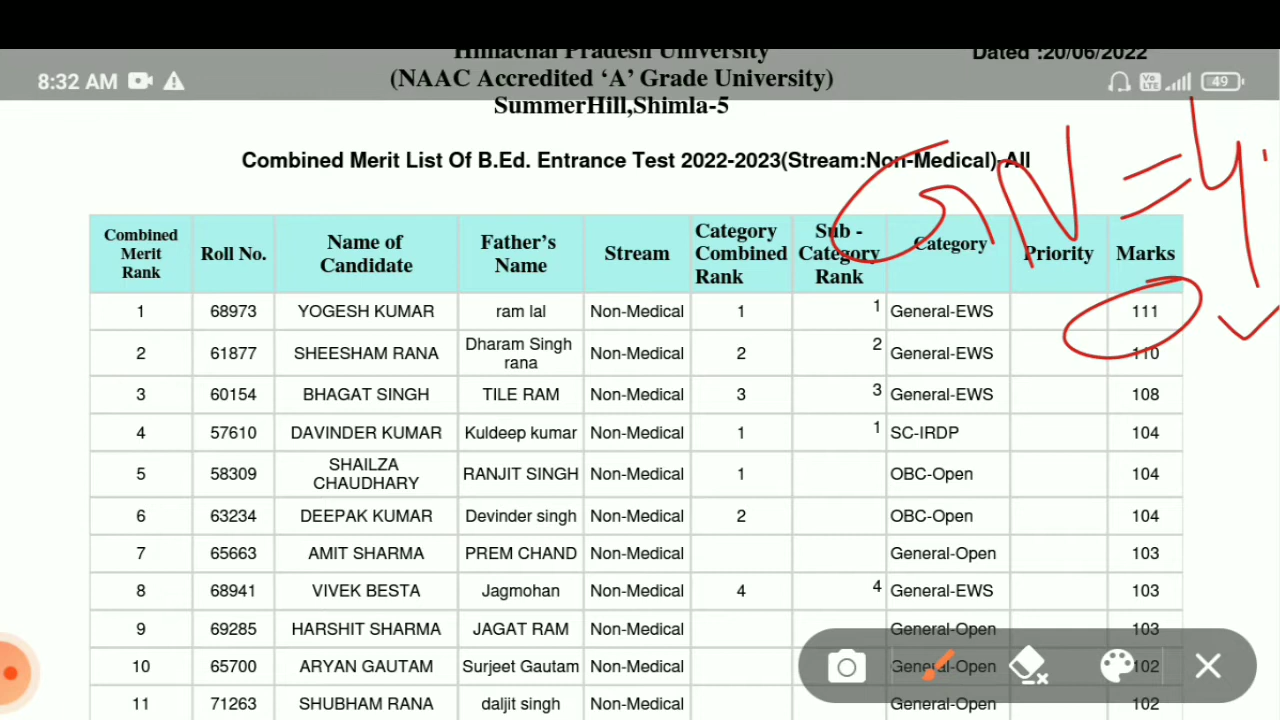 Himachal Pradesh University
Dated :20/06/2022
8:32 AM
(NAAC Accredited ‘A’ Grade University)
Vo LTE 49
SummerHill,Shimla-5
Combined Merit List Of B.Ed. Entrance Test 2022-2023(Stream:Non-Medical)-All
Combined Merit Rank Roll No. Name of Candidate Father’s Name Stream Category Combined Rank Sub - Category Rank Category Priority Marks
1 68973 YOGESH KUMAR ram lal Non-Medical 1 1 General-EWS 111
2 61877 SHEESHAM RANA Dharam Singh rana Non-Medical 2 2 General-EWS 110
3 60154 BHAGAT SINGH TILE RAM Non-Medical 3 3 General-EWS 108
4 57610 DAVINDER KUMAR Kuldeep kumar Non-Medical 1 1 SC-IRDP 104
5 58309 SHAILZA CHAUDHARY RANJIT SINGH Non-Medical 1 OBC-Open 104
6 63234 DEEPAK KUMAR Devinder singh Non-Medical 2 OBC-Open 104
7 65663 AMIT SHARMA PREM CHAND Non-Medical General-Open 103
8 68941 VIVEK BESTA Jagmohan Non-Medical 4 4 General-EWS 103
9 69285 HARSHIT SHARMA JAGAT RAM Non-Medical General-Open 103
10 65700 ARYAN GAUTAM Surjeet Gautam Non-Medical General-Open 102
11 71263 SHUBHAM RANA daljit singh Non-Medical General-Open 102